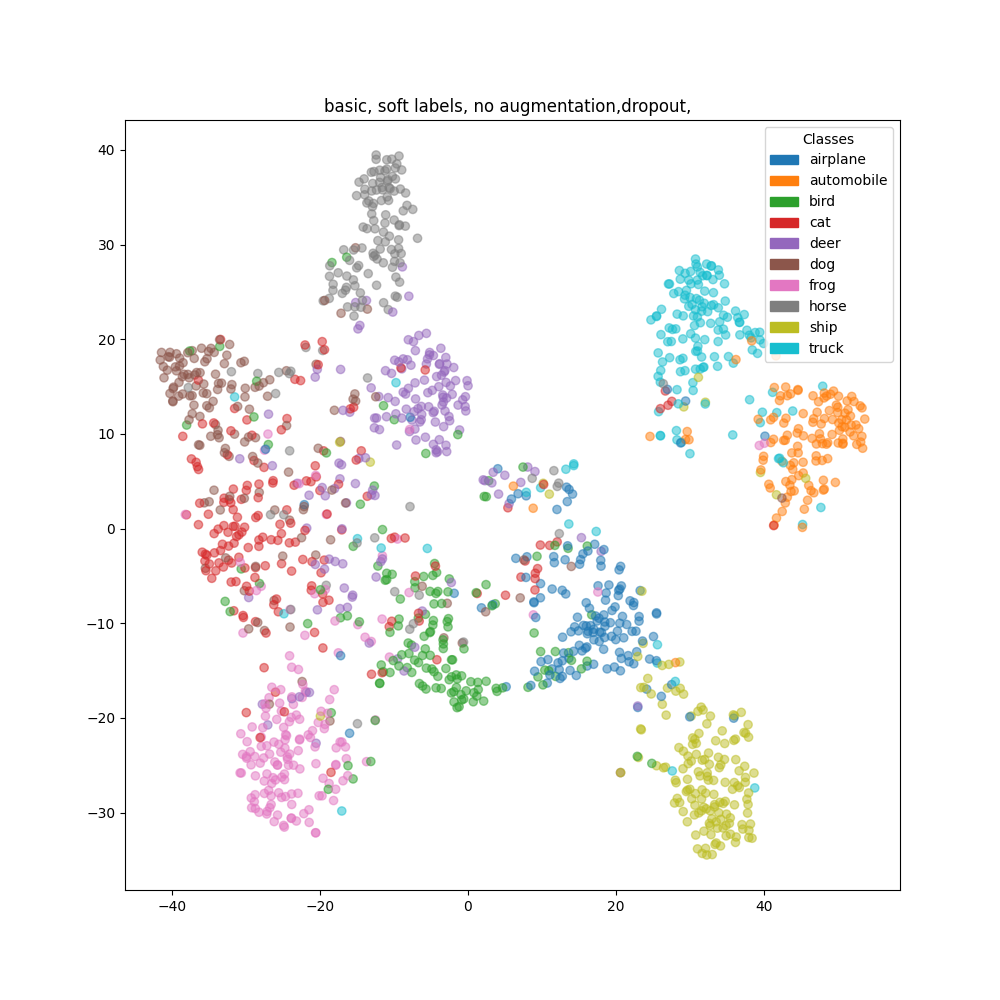 basic, soft labels, no augmentation,dropout,
Classes
airplane
automobile
bird
cat
deer
dog
frog
horse
ship
truck
40
30
20
10
0
−10
−20
−30
−40
−20
0
20
40